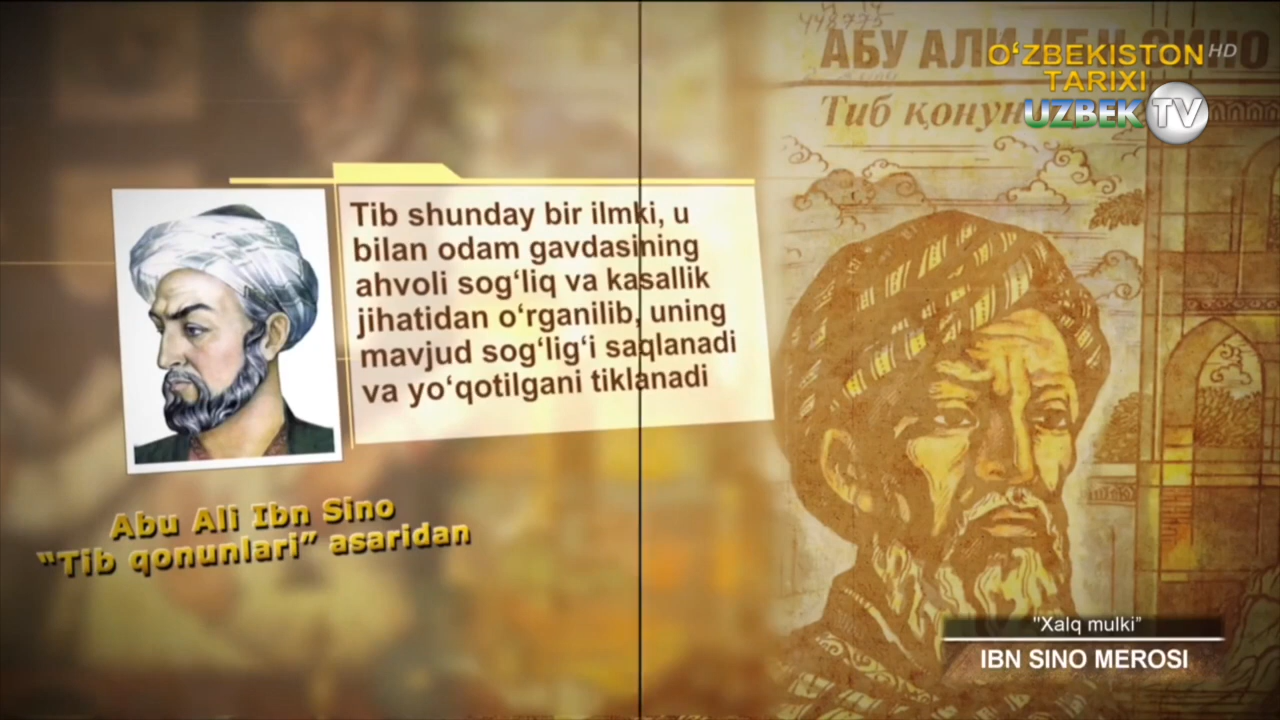 АБУ АЛИ ИБН СИНО
Тиб қонун
O‘ZBEKISTON HD
TARIXI
UZBEK TV
Tib shunday bir ilmki, u
bilan odam gavdasining
ahvoli sog‘liq va kasallik
jihatidan o‘rganilib, uning
mavjud sog‘lig‘i saqlanadi
va yo‘qotilgani tiklanadi
Abu Ali Ibn Sino
“Tib qonunlari” asaridan
"Xalq mulki”
IBN SINO MEROSI